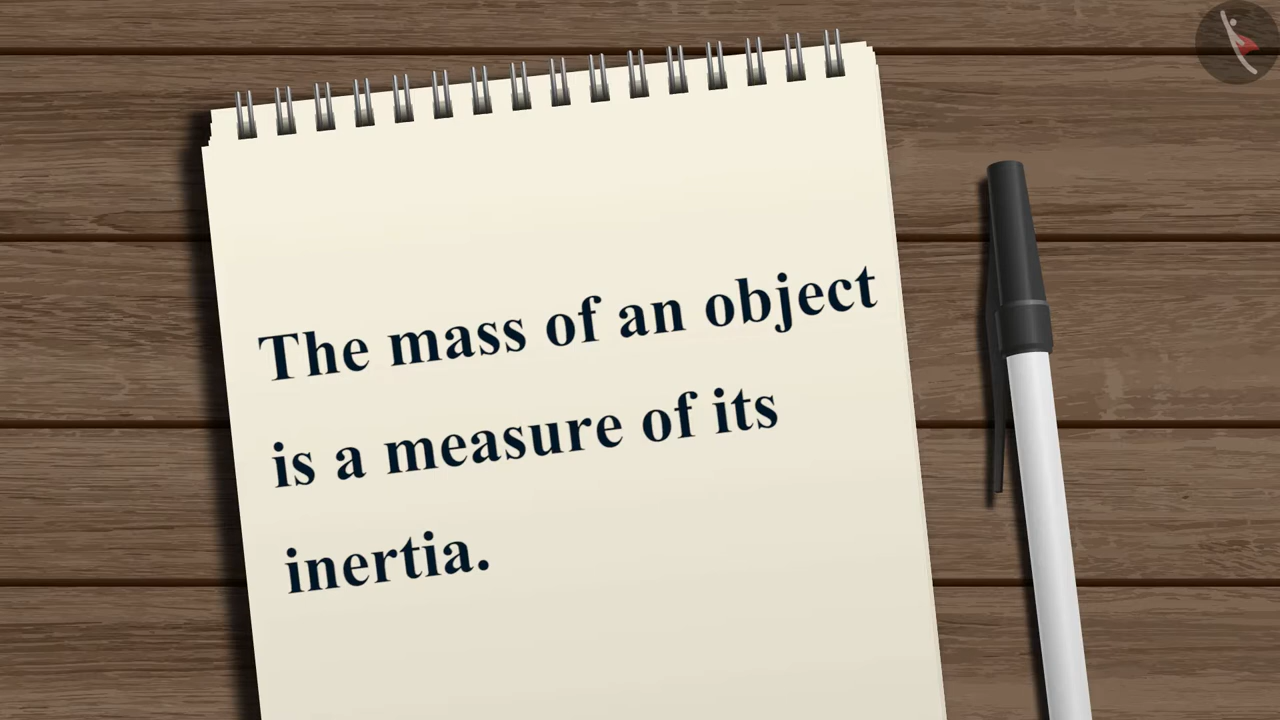 The mass of an object
is a measure of its
inertia.